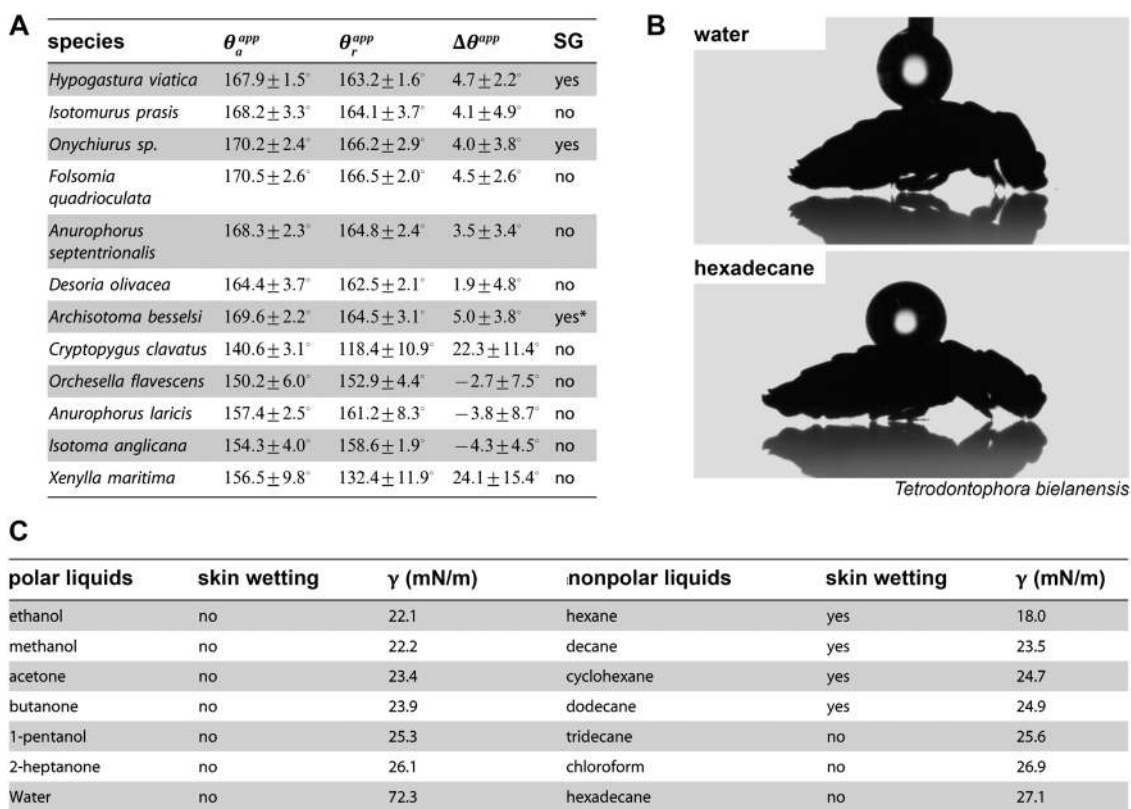 A
species θ_a^app θ_r^app Δθ^app SG
Hypogastura viatica 167.9±1.5° 163.2±1.6° 4.7±2.2° yes
Isotomurus prasis 168.2±3.3° 164.1±3.7° 4.1±4.9° no
Onychiurus sp. 170.2±2.4° 166.2±2.9° 4.0±3.8° yes
Folsomia 170.5±2.6° 166.5±2.0° 4.5±2.6° no
quadrioculata
Anurophorus 168.3±2.3° 164.8±2.4° 3.5±3.4° no
septentrionalis
Desoria olivacea 164.4±3.7° 162.5±2.1° 1.9±4.8° no
Archisotoma besselsi 169.6±2.2° 164.5±3.1° 5.0±3.8° yes*
Cryptopygus clavatus 140.6±3.1° 118.4±10.9° 22.3±11.4° no
Orchesella flavescens 150.2±6.0° 152.9±4.4° −2.7±7.5° no
Anurophorus laricis 157.4±2.5° 161.2±8.3° −3.8±8.7° no
Isotoma anglicana 154.3±4.0° 158.6±1.9° −4.3±4.5° no
Xenylla maritima 156.5±9.8° 132.4±11.9° 24.1±15.4° no
B
water
hexadecane
Tetrodontophora bielanensis
C
polar liquids skin wetting γ (mN/m) nonpolar liquids skin wetting γ (mN/m)
ethanol no 22.1 hexane yes 18.0
methanol no 22.2 decane yes 23.5
acetone no 23.4 cyclohexane yes 24.7
butanone no 23.9 dodecane yes 24.9
1-pentanol no 25.3 tridecane no 25.6
2-heptanone no 26.1 chloroform no 26.9
Water no 72.3 hexadecane no 27.1